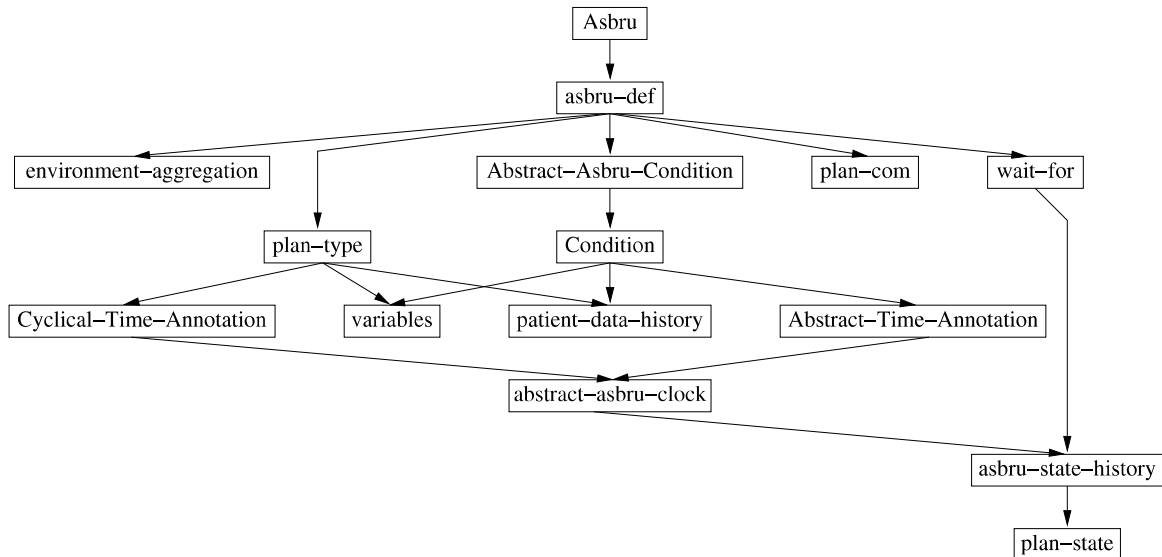 Asbru
asbru−def
environment−aggregation
Abstract−Asbru−Condition
plan−com
wait−for
plan−type
Condition
Cyclical−Time−Annotation
variables
patient−data−history
Abstract−Time−Annotation
abstract−asbru−clock
asbru−state−history
plan−state